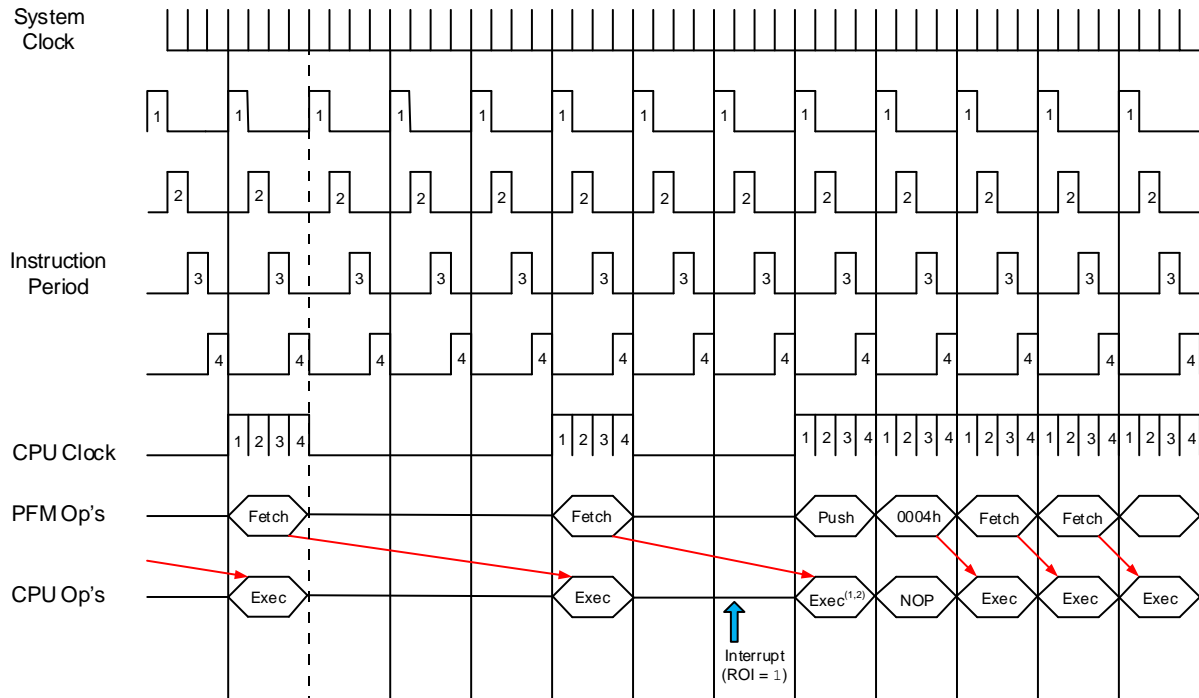 System
Clock
1 1 1 1 1 1 1 1 1 1 1 1 1
2 2 2 2 2 2 2 2 2 2 2 2 2
Instruction
Period
3 3 3 3 3 3 3 3 3 3 3 3 3
4 4 4 4 4 4 4 4 4 4 4 4 4
CPU Clock
1 2 3 4 1 2 3 4 1 2 3 4 1 2 3 4 1 2 3 4 1 2 3 4 1 2 3 4
PFM Op's
Fetch Fetch Push 0004h Fetch Fetch
CPU Op's
Exec Exec Exec(1,2) NOP Exec Exec Exec
Interrupt
(ROI = 1)